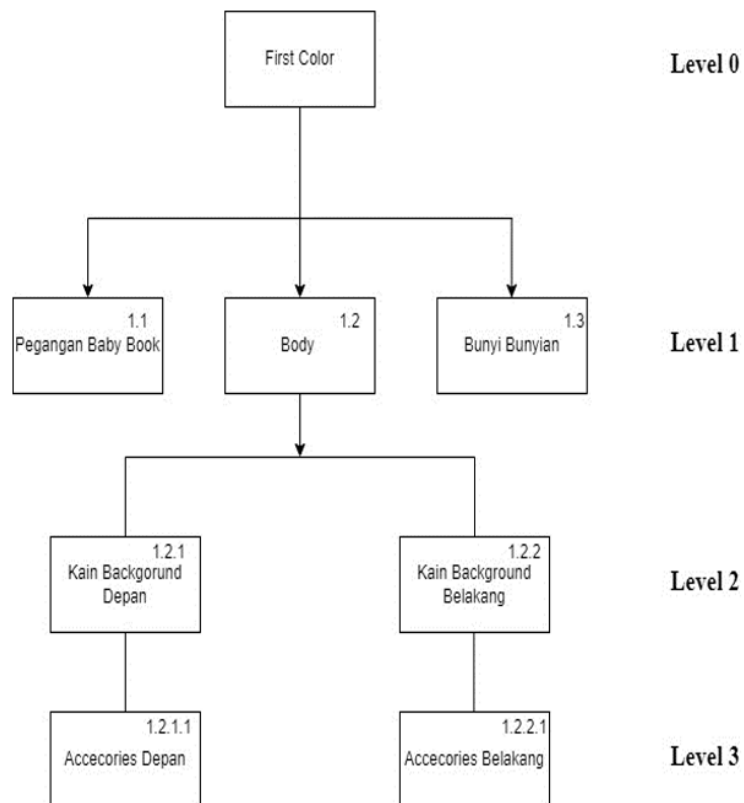 First Color
Level 0
1.1
Pegangan Baby Book
1.2
Body
1.3
Bunyi Bunyian
Level 1
1.2.1
Kain Backgorund
Depan
1.2.2
Kain Background
Belakang
Level 2
1.2.1.1
Accecories Depan
1.2.2.1
Accecories Belakang
Level 3